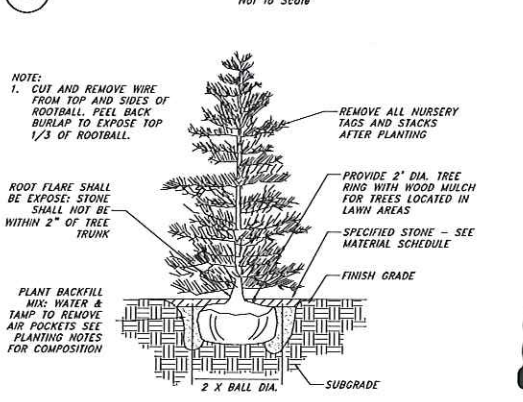 Not To Scale
NOTE:
1. CUT AND REMOVE WIRE
FROM TOP AND SIDES OF
ROOTBALL. PEEL BACK
BURLAP TO EXPOSE TOP
1/3 OF ROOTBALL.
REMOVE ALL NURSERY
TAGS AND STACKS
AFTER PLANTING
ROOT FLARE SHALL
BE EXPOSE: STONE
SHALL NOT BE
WITHIN 2" OF TREE
TRUNK
PROVIDE 2' DIA. TREE
RING WITH WOOD MULCH
FOR TREES LOCATED IN
LAWN AREAS
SPECIFIED STONE - SEE
MATERIAL SCHEDULE
FINISH GRADE
PLANT BACKFILL
MIX: WATER &
TAMP TO REMOVE
AIR POCKETS SEE
PLANTING NOTES
FOR COMPOSITION
2 X BALL DIA.
SUBGRADE